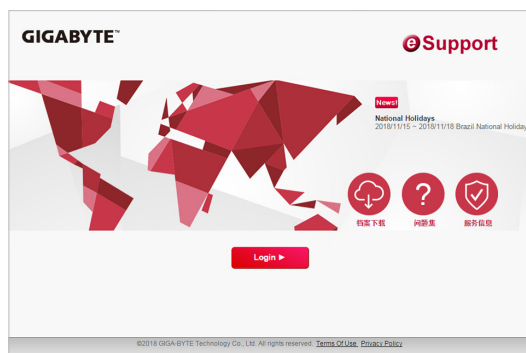 GIGABYTE™
eSupport
News!
National Holidays
2018/11/15 ~ 2018/11/18 Brazil National Holiday
档案下载
问题集
服务信息
Login ►
©2018 GIGA-BYTE Technology Co., Ltd. All rights reserved. Terms Of Use Privacy Policy